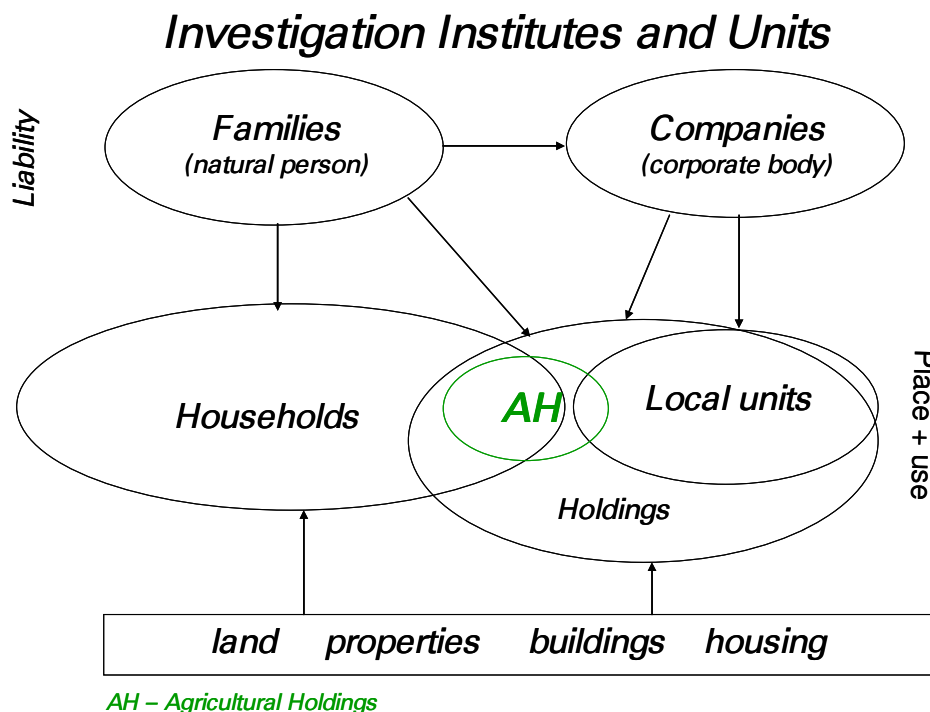 Investigation Institutes and Units
Liability
Families
(natural person)
Companies
(corporate body)
Households
AH
Local units
Holdings
Place + use
land properties buildings housing
AH – Agricultural Holdings